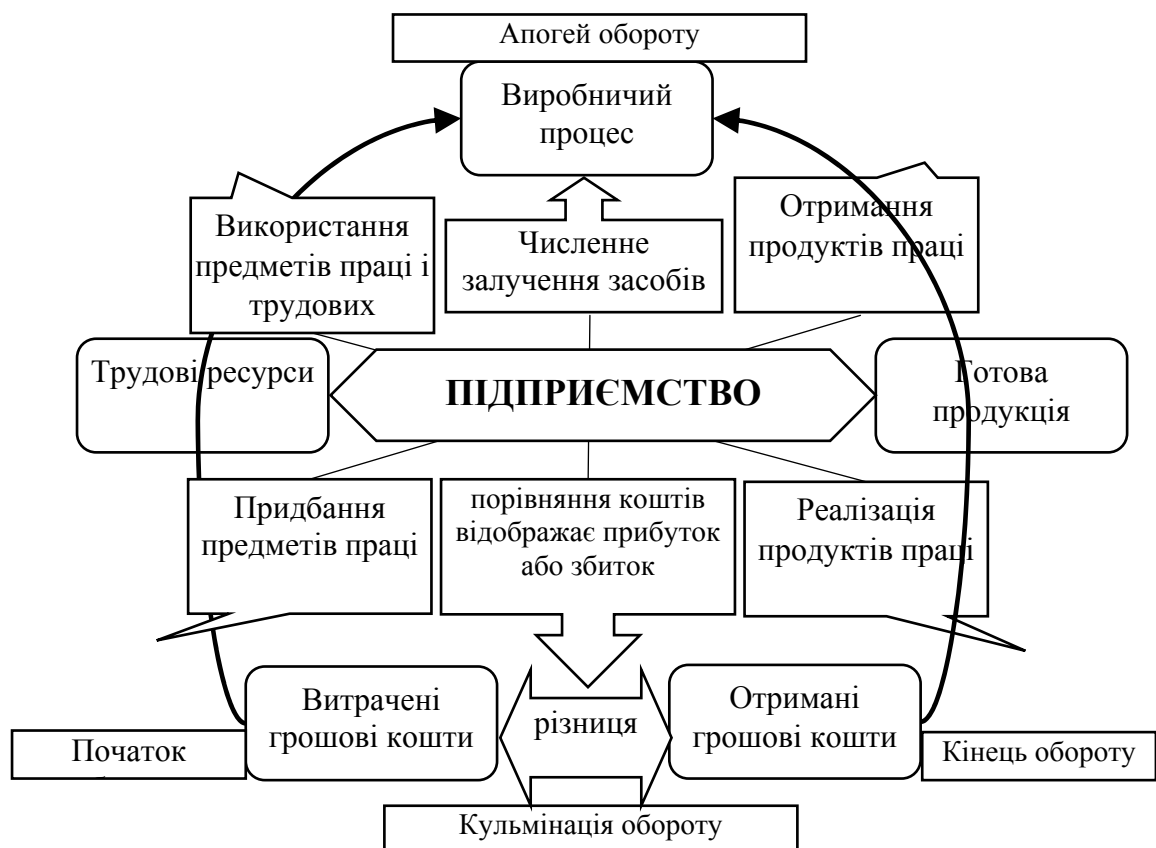 Апогей обороту
Виробничий
процес
Використання
предметів праці і
трудових
Численне
залучення засобів
Отримання
продуктів праці
Трудові ресурси
ПІДПРИЄМСТВО
Готова
продукція
Придбання
предметів праці
порівняння коштів
відображає прибуток
або збиток
Реалізація
продуктів праці
Витрачені
грошові кошти
різниця
Отримані
грошові кошти
Початок
Кінець обороту
Кульмінація обороту